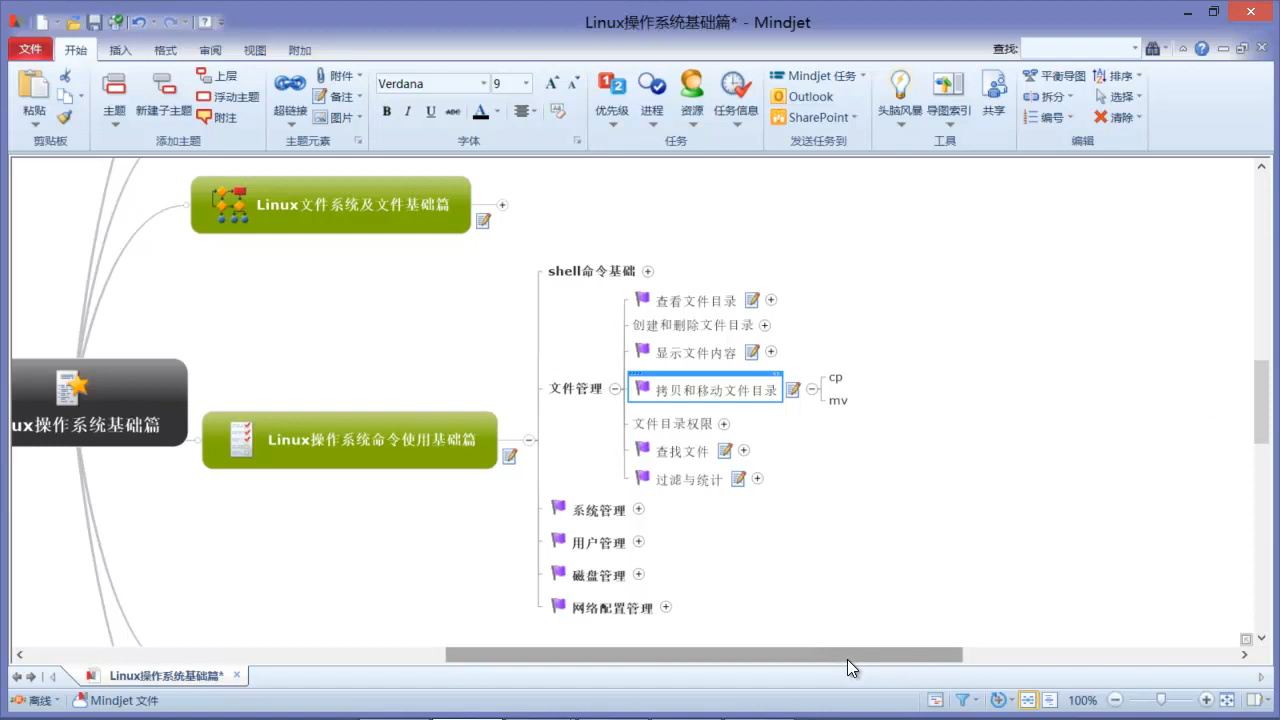 Linux操作系统基础篇* - Mindjet
文件 开始 插入 格式 审阅 视图 附加 查找:
粘贴 剪贴板
主题 新建子主题 上层 浮动主题 附注 添加主题
超链接 附件 备注 图片 主题元素
Verdana 9 B I U abc A 字体
优先级 进程 资源 任务信息 任务
Mindjet 任务 Outlook SharePoint 发送任务到
头脑风暴 导图索引 共享 工具
平衡导图 排序 拆分 选择 编号 清除 编辑
Linux文件系统及文件基础篇
shell命令基础
查看文件目录
创建和删除文件目录
显示文件内容
文件管理
拷贝和移动文件目录
cp
mv
文件目录权限
查找文件
过滤与统计
ux操作系统基础篇
Linux操作系统命令使用基础篇
系统管理
用户管理
磁盘管理
网络配置管理
Linux操作系统基础篇*
离线 Mindjet 文件 100%